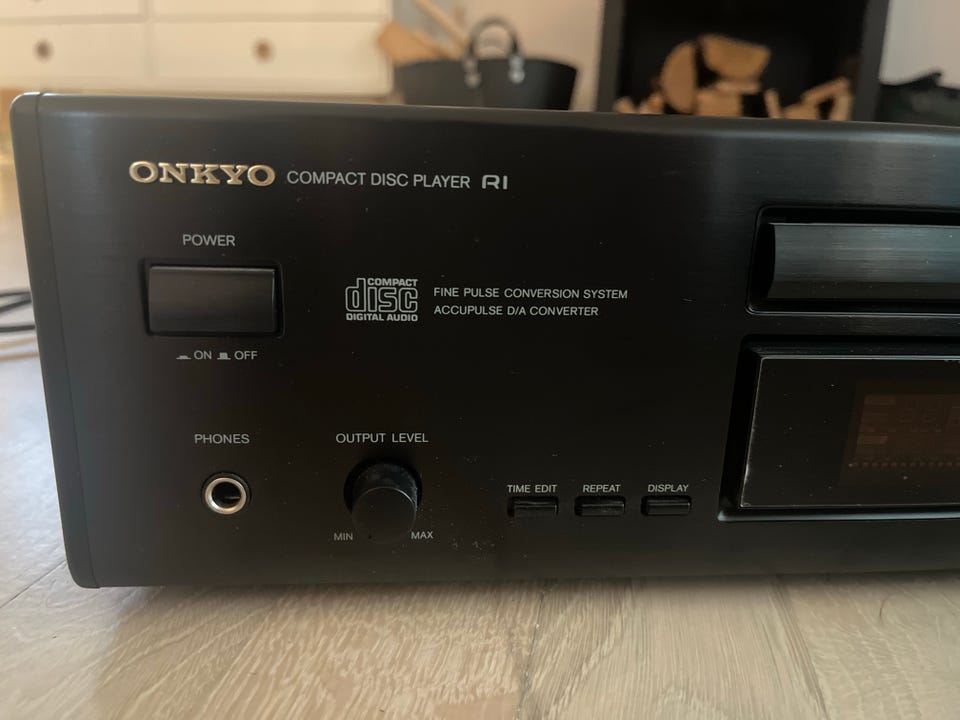 ONKYO COMPACT DISC PLAYER RI
POWER
ON OFF
COMPACT
disc
DIGITAL AUDIO
FINE PULSE CONVERSION SYSTEM
ACCUPULSE D/A CONVERTER
PHONES
OUTPUT LEVEL
MIN MAX
TIME EDIT REPEAT DISPLAY